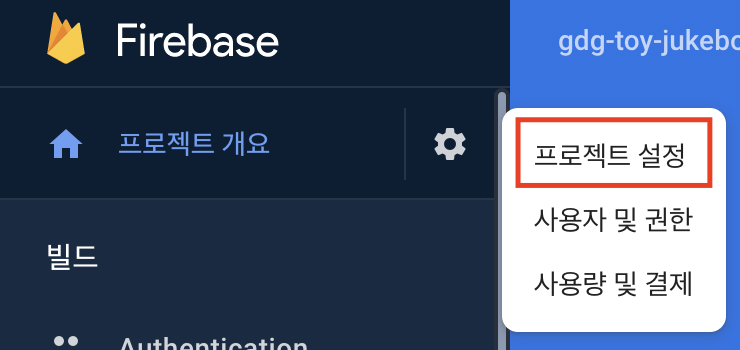 Firebase
gdg-toy-jukebo
프로젝트 개요
프로젝트 설정
사용자 및 권한
빌드
사용량 및 결제
Authentication